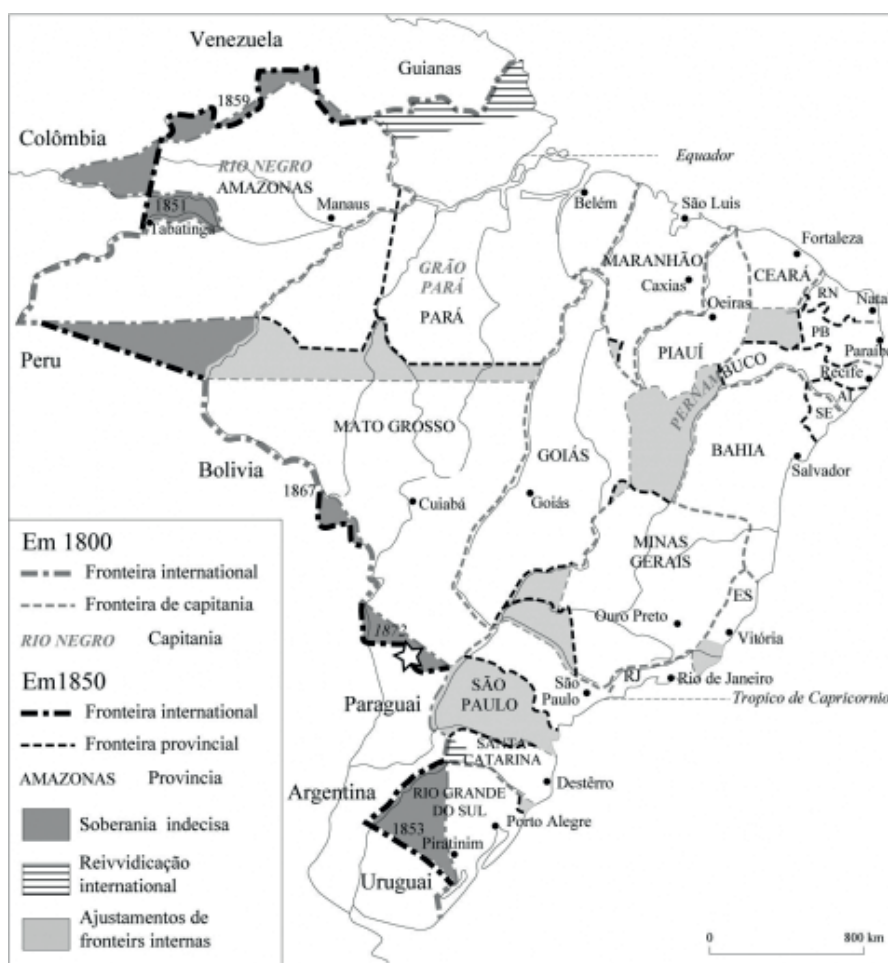 Venezuela
Guianas
1859
Colômbia
Equador
RIO NEGRO
AMAZONAS
1851
Manaus
Tabatinga
Belém
São Luis
Fortaleza
MARANHÃO
Caxias
CEARÁ
GRÃO
PARÁ
PARÁ
Oeiras
RN
Natal
PB
PIAUÍ
Paraíba
Peru
PERNAMBUCO
Recife
AL
SE
MATO GROSSO
GOIÁS
BAHIA
Bolivia
Salvador
1867
Cuiabá
Goiás
MINAS
GERAIS
ES
Ouro Preto
Vitória
1872
RJ
Rio de Janeiro
São
Paulo
SÃO
PAULO
Tropico de Capricornio
Paraguai
SANTA
CATARINA
Argentina
Destêrro
RIO GRANDE
DO SUL
1853
Porto Alegre
Piratinim
Uruguai
Em 1800
Fronteira international
Fronteira de capitania
RIO NEGRO Capitania
Em1850
Fronteira international
Fronteira provincial
AMAZONAS Provincia
Soberania indecisa
Reivvidicação
international
Ajustamentos de
fronteirs internas
0 800 km